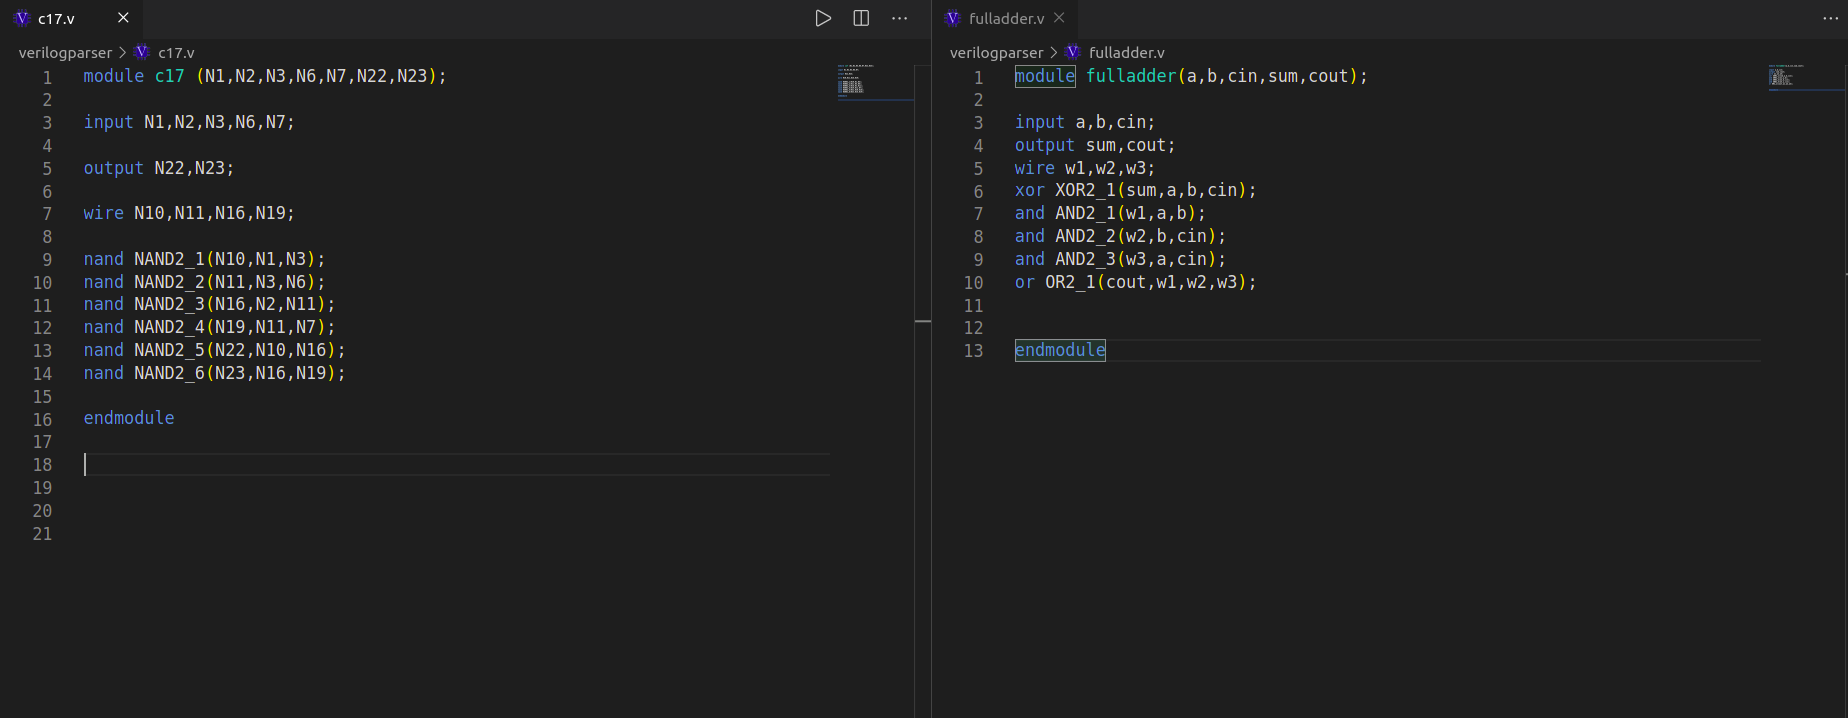 c17.v
verilogparser > c17.v
1 module c17 (N1,N2,N3,N6,N7,N22,N23);
2
3 input N1,N2,N3,N6,N7;
4
5 output N22,N23;
6
7 wire N10,N11,N16,N19;
8
9 nand NAND2_1(N10,N1,N3);
10 nand NAND2_2(N11,N3,N6);
11 nand NAND2_3(N16,N2,N11);
12 nand NAND2_4(N19,N11,N7);
13 nand NAND2_5(N22,N10,N16);
14 nand NAND2_6(N23,N16,N19);
15
16 endmodule
17
18
19
20
21
fulladder.v
verilogparser > fulladder.v
1 module fulladder(a,b,cin,sum,cout);
2
3 input a,b,cin;
4 output sum,cout;
5 wire w1,w2,w3;
6 xor XOR2_1(sum,a,b,cin);
7 and AND2_1(w1,a,b);
8 and AND2_2(w2,b,cin);
9 and AND2_3(w3,a,cin);
10 or OR2_1(cout,w1,w2,w3);
11
12
13 endmodule